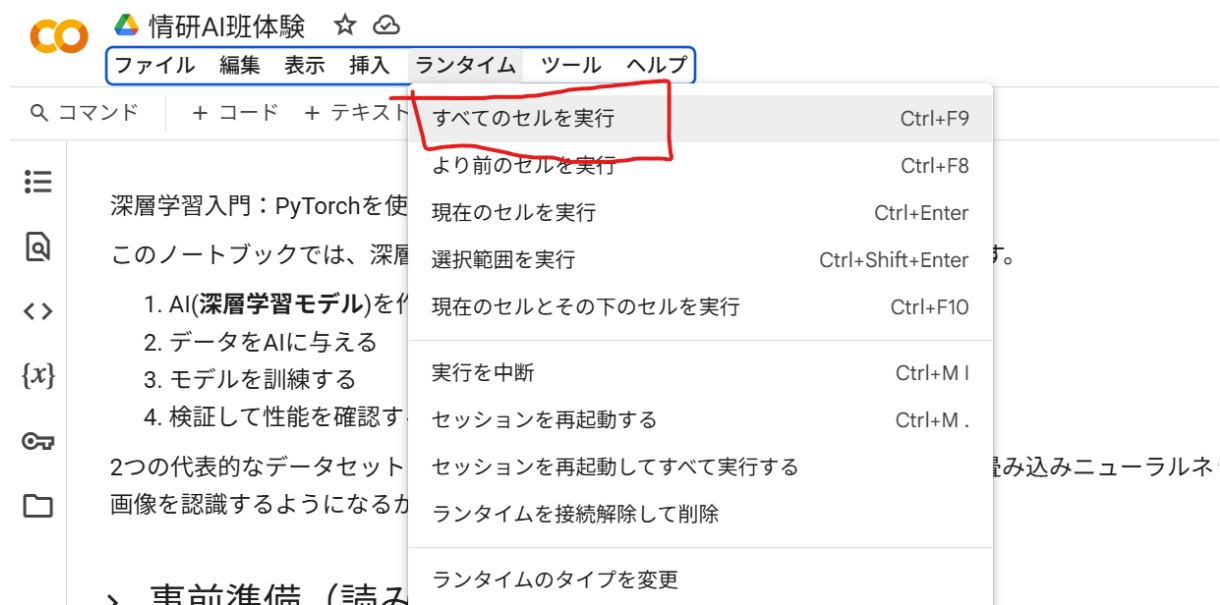 CO
情研AI班体験
ファイル 編集 表示 挿入 ランタイム ツール ヘルプ
コマンド + コード + テキスト
すべてのセルを実行 Ctrl+F9
より前のセルを実行 Ctrl+F8
深層学習入門：PyTorchを使
現在のセルを実行 Ctrl+Enter
このノートブックでは、深層
選択範囲を実行 Ctrl+Shift+Enter
す。
1. AI(深層学習モデル)を作
現在のセルとその下のセルを実行 Ctrl+F10
2. データをAIに与える
3. モデルを訓練する
実行を中断 Ctrl+M I
4. 検証して性能を確認す
セッションを再起動する Ctrl+M .
2つの代表的なデータセット
セッションを再起動してすべて実行する
畳み込みニューラルネ
画像を認識するようになるか
ランタイムを接続解除して削除
ランタイムのタイプを変更
事前準備（読み